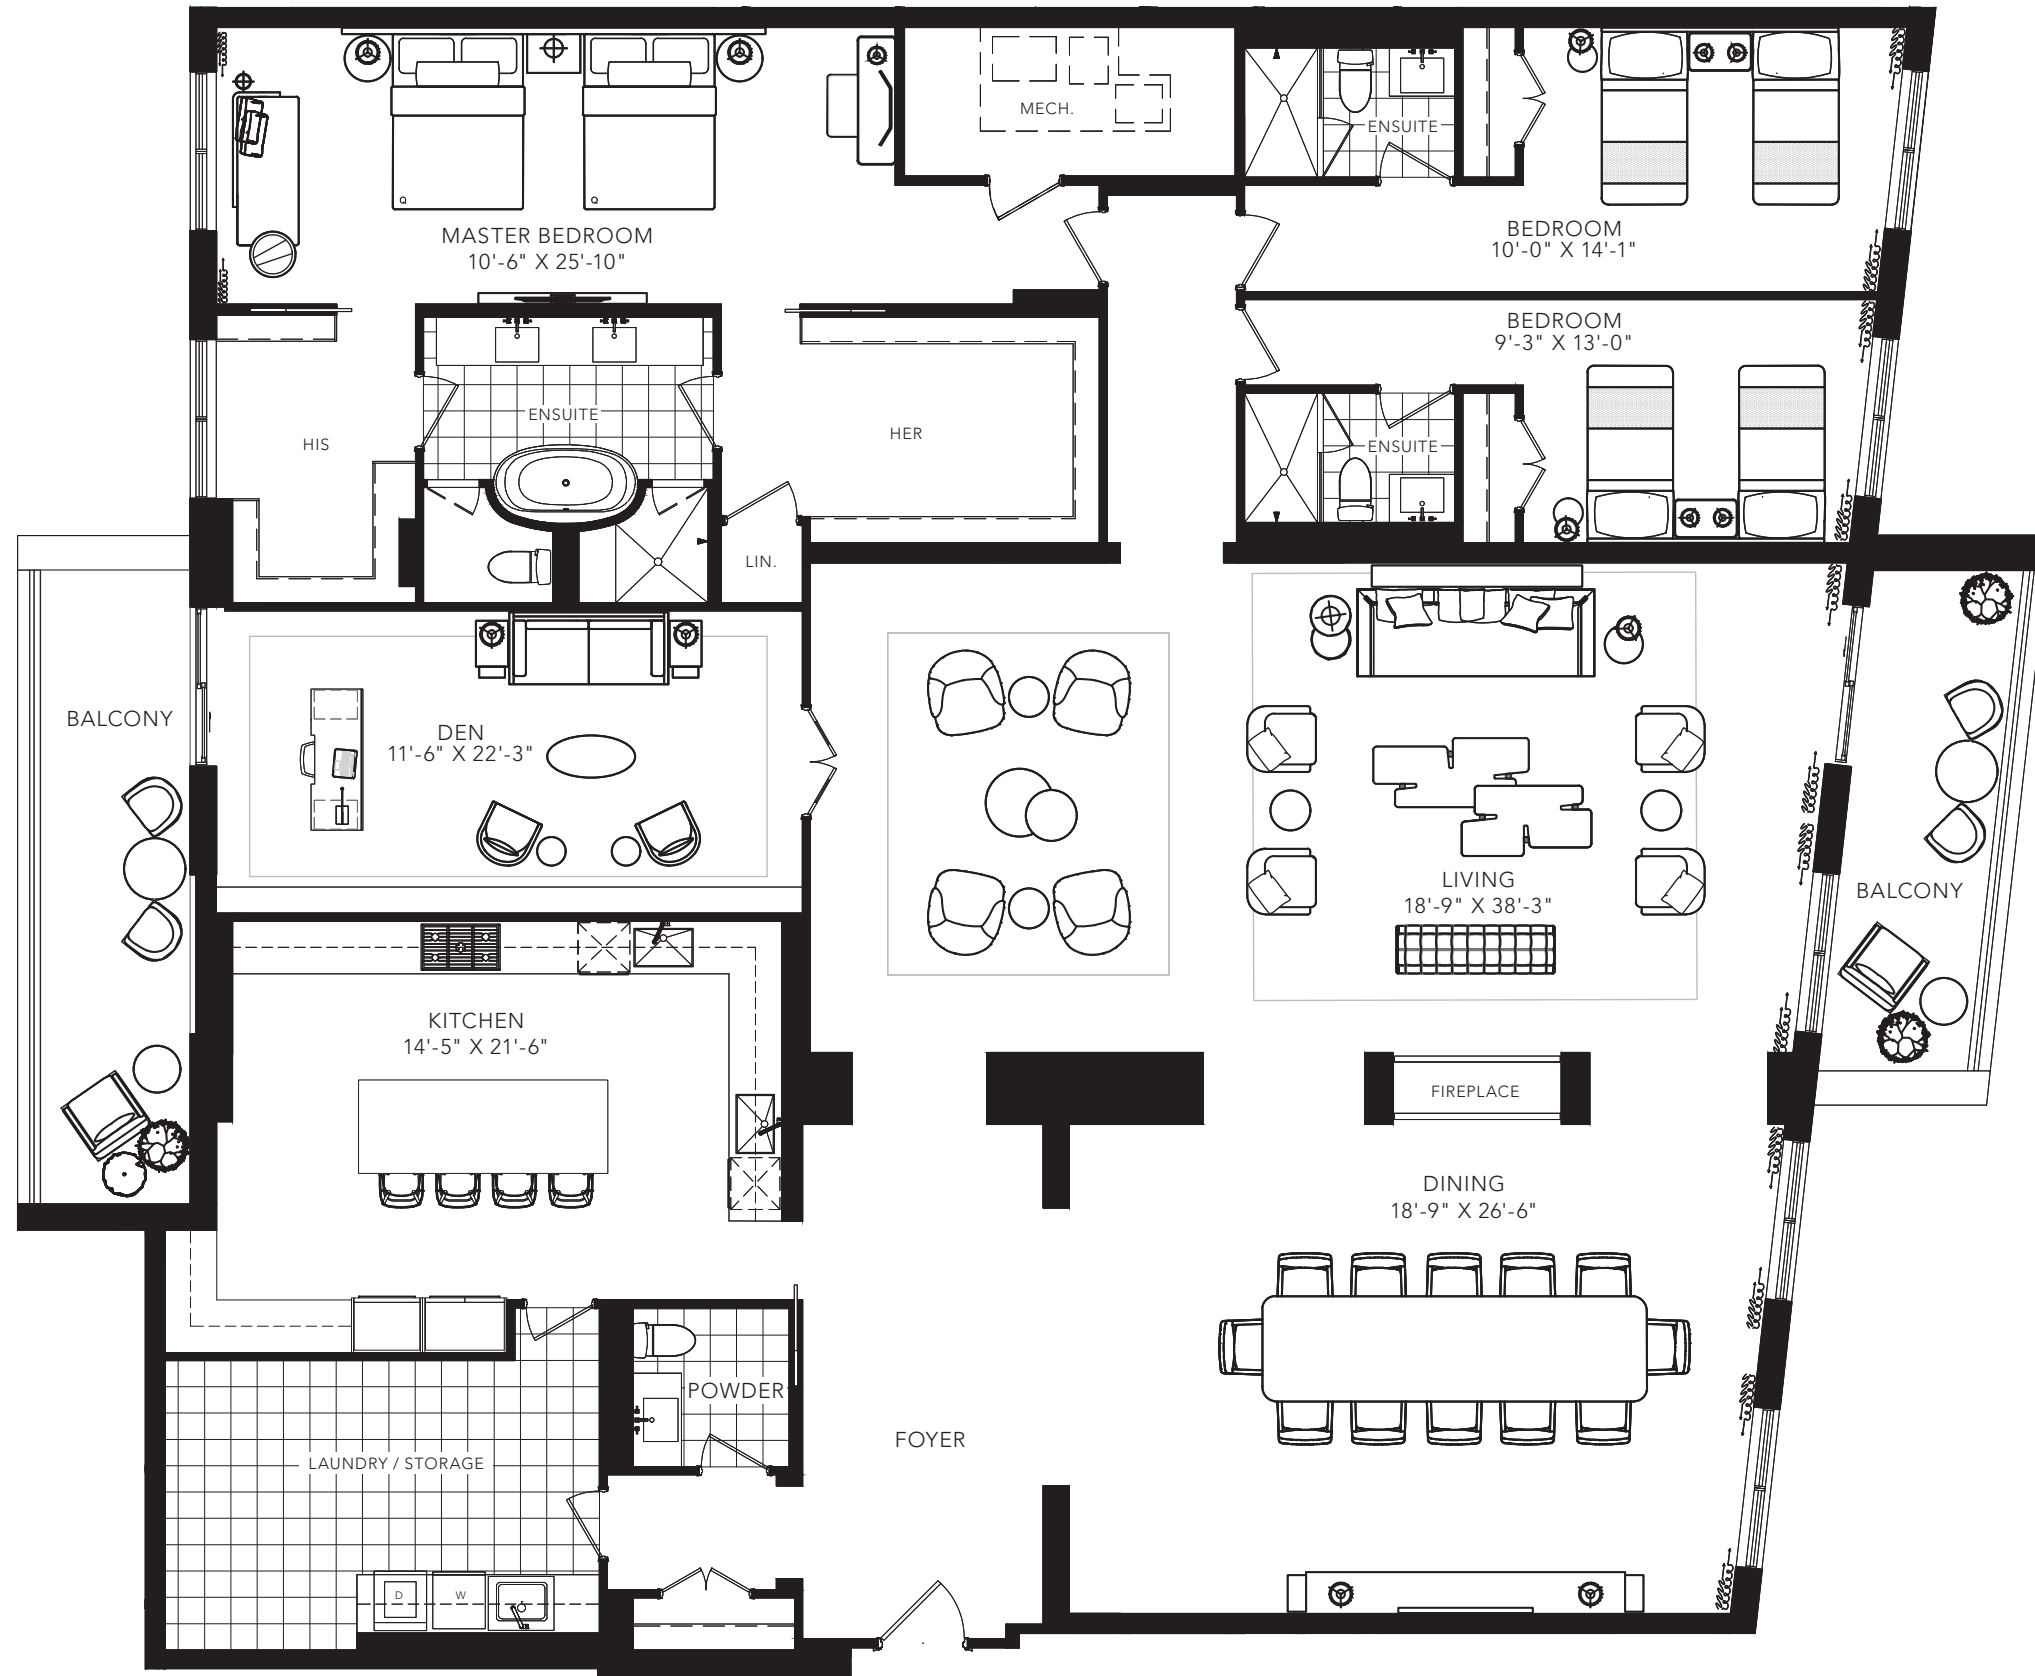 MECH.
ENSUITE
Q
Q
MASTER BEDROOM
10'-6" X 25'-10"
BEDROOM
10'-0" X 14'-1"
BEDROOM
9'-3" X 13'-0"
HIS
ENSUITE
HER
ENSUITE
LIN.
BALCONY
DEN
11'-6" X 22'-3"
LIVING
18'-9" X 38'-3"
BALCONY
KITCHEN
14'-5" X 21'-6"
FIREPLACE
DINING
18'-9" X 26'-6"
POWDER
FOYER
LAUNDRY / STORAGE
D
W